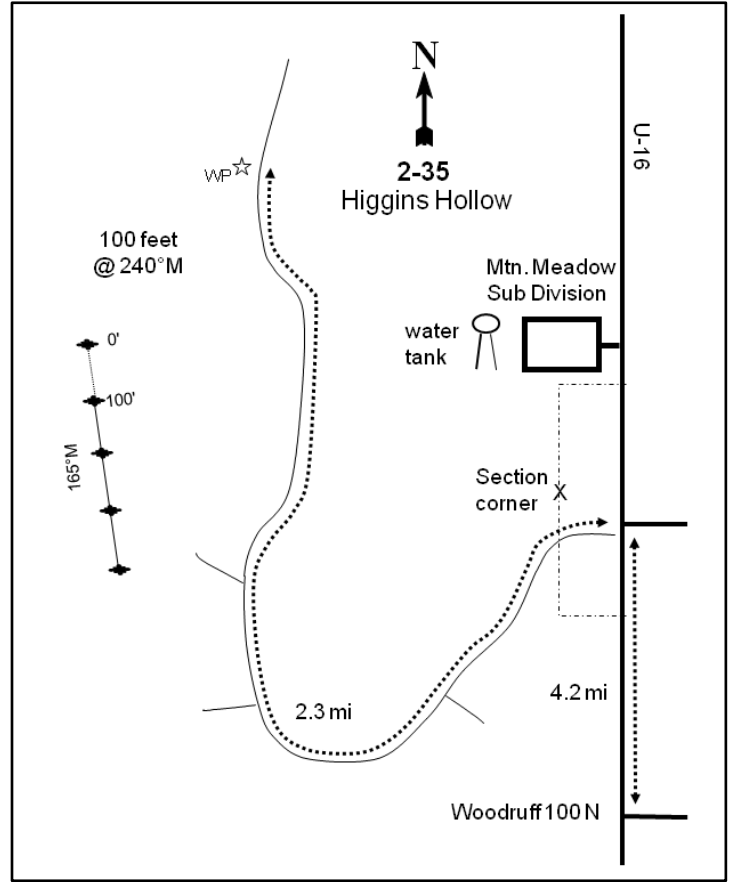 N
2-35
Higgins Hollow
U-16
WP
100 feet
@ 240°M
Mtn. Meadow
Sub Division
water
tank
0'
100'
165°M
Section
corner
X
2.3 mi
4.2 mi
Woodruff 100 N